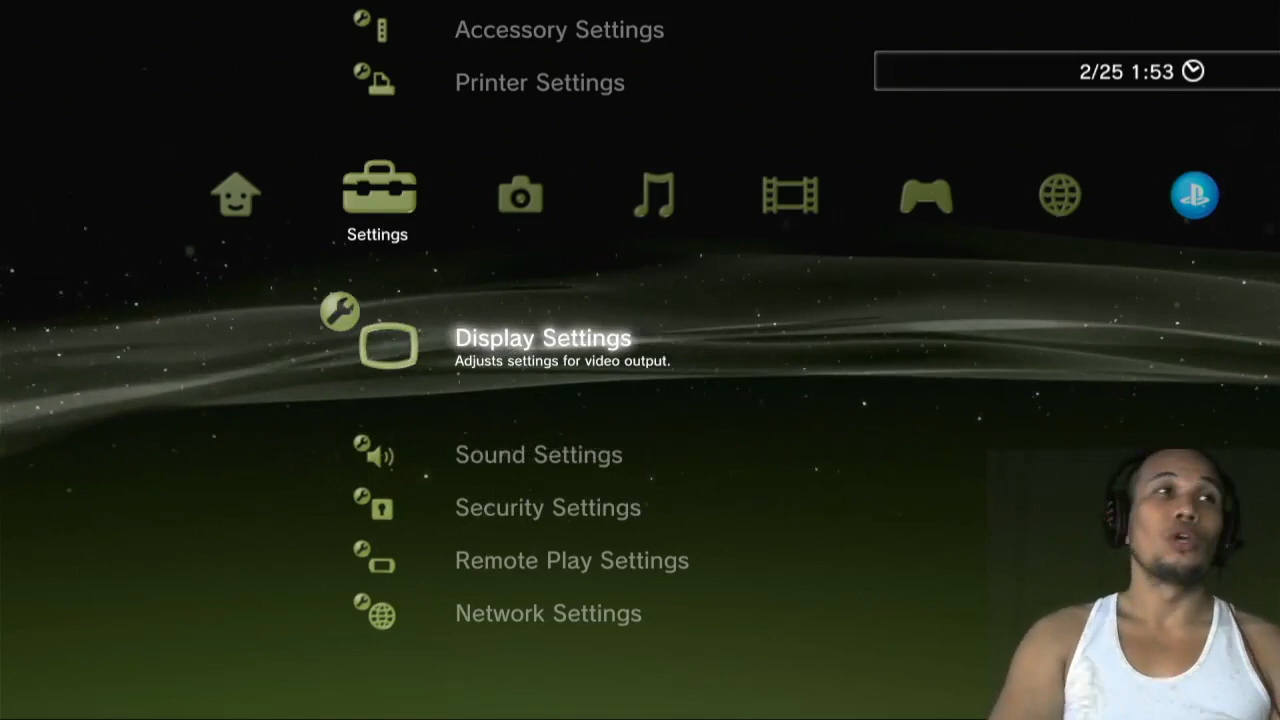 Accessory Settings
Printer Settings
2/25 1:53
Settings
Display Settings
Adjusts settings for video output.
Sound Settings
Security Settings
Remote Play Settings
Network Settings